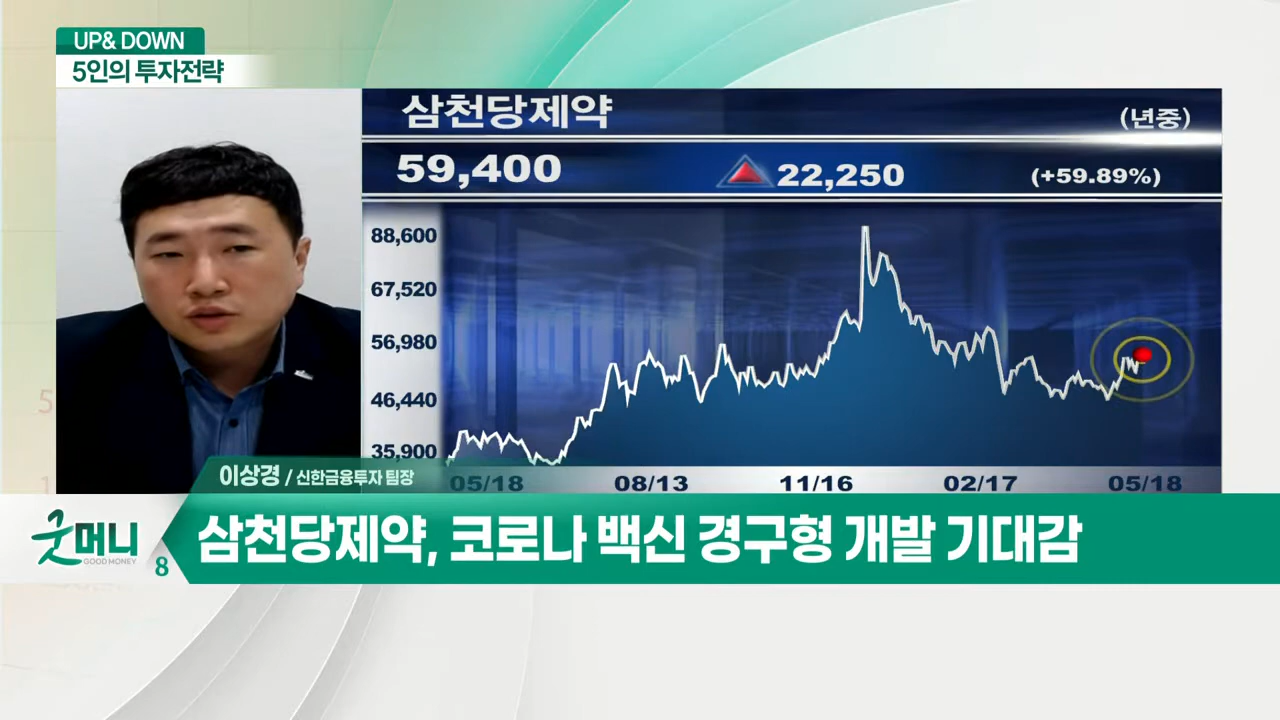 UP& DOWN
5인의 투자전략
삼천당제약
(년중)
59,400
22,250
(+59.89%)
88,600
67,520
56,980
46,440
35,900
05/18
08/13
11/16
02/17
05/18
이상경 / 신한금융투자 팀장
굿머니
GOOD MONEY
8
삼천당제약, 코로나 백신 경구형 개발 기대감
5
1